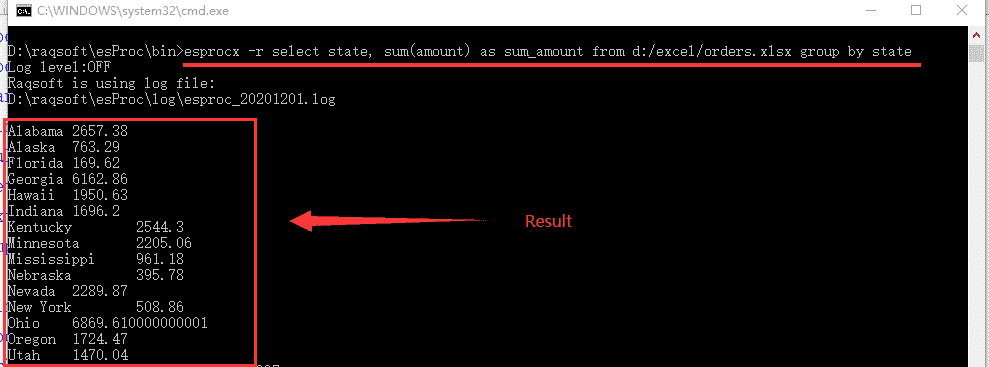 C:\WINDOWS\system32\cmd.exe
D:\raqsoft\esProc\bin>esprocx -r select state, sum(amount) as sum_amount from d:/excel/orders.xlsx group by state
Log level:OFF
Raqsoft is using log file:
D:\raqsoft\esProc\log\esproc_20201201.log
Alabama 2657.38
Alaska 763.29
Florida 169.62
Georgia 6162.86
Hawaii 1950.63
Indiana 1696.2
Kentucky 2544.3
Result
Minnesota 2205.06
Mississippi 961.18
Nebraska 395.78
Nevada 2289.87
New York 508.86
Ohio 6869.610000000001
Oregon 1724.47
Utah 1470.04